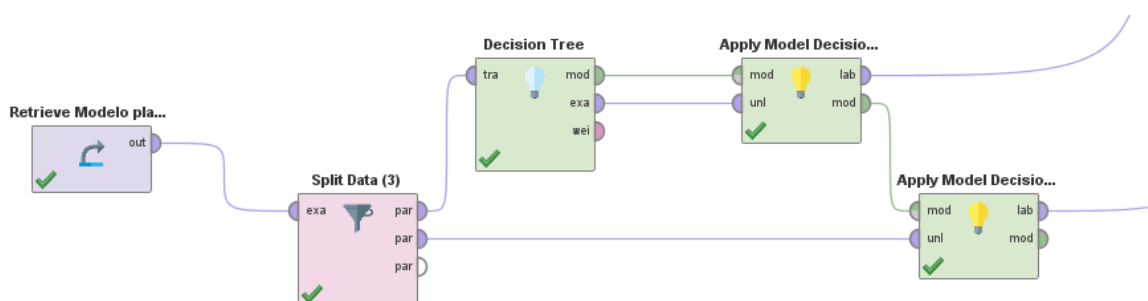 Decision Tree
Apply Model Decisio...
tra
mod
exa
wei
mod
unl
lab
mod
Retrieve Modelo pla...
out
Split Data (3)
exa
par
par
par
Apply Model Decisio...
mod
unl
lab
mod